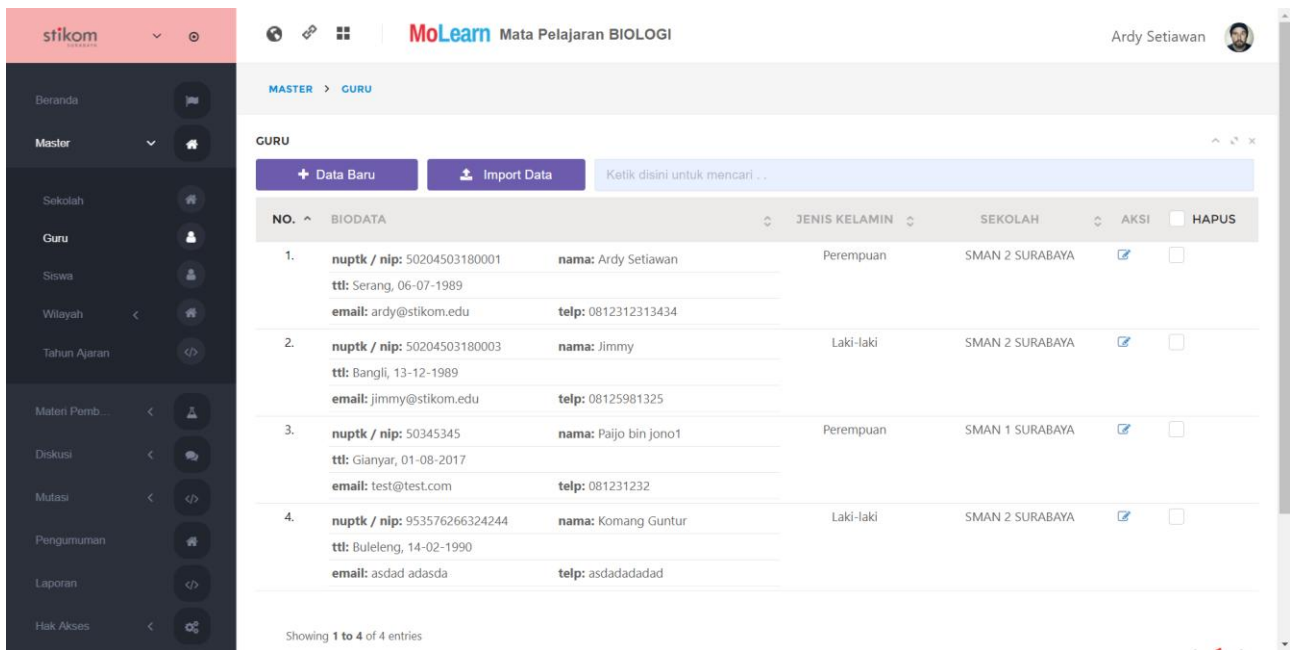 stikom
SURABAYA
MoLearn Mata Pelajaran BIOLOGI
Ardy Setiawan
Beranda
Master
Sekolah
Guru
Siswa
Wilayah
Tahun Ajaran
Materi Pemb...
Diskusi
Mutasi
Pengumuman
Laporan
Hak Akses
MASTER > GURU
GURU
+ Data Baru
Import Data
Ketik disini untuk mencari . .
NO. BIODATA JENIS KELAMIN SEKOLAH AKSI HAPUS
1. nuptk / nip: 50204503180001 nama: Ardy Setiawan Perempuan SMAN 2 SURABAYA
ttl: Serang, 06-07-1989
email: ardy@stikom.edu telp: 0812312313434
2. nuptk / nip: 50204503180003 nama: Jimmy Laki-laki SMAN 2 SURABAYA
ttl: Bangli, 13-12-1989
email: jimmy@stikom.edu telp: 08125981325
3. nuptk / nip: 50345345 nama: Paijo bin jono1 Perempuan SMAN 1 SURABAYA
ttl: Gianyar, 01-08-2017
email: test@test.com telp: 081231232
4. nuptk / nip: 953576266324244 nama: Komang Guntur Laki-laki SMAN 2 SURABAYA
ttl: Buleleng, 14-02-1990
email: asdad adasda telp: asdadadadad
Showing 1 to 4 of 4 entries